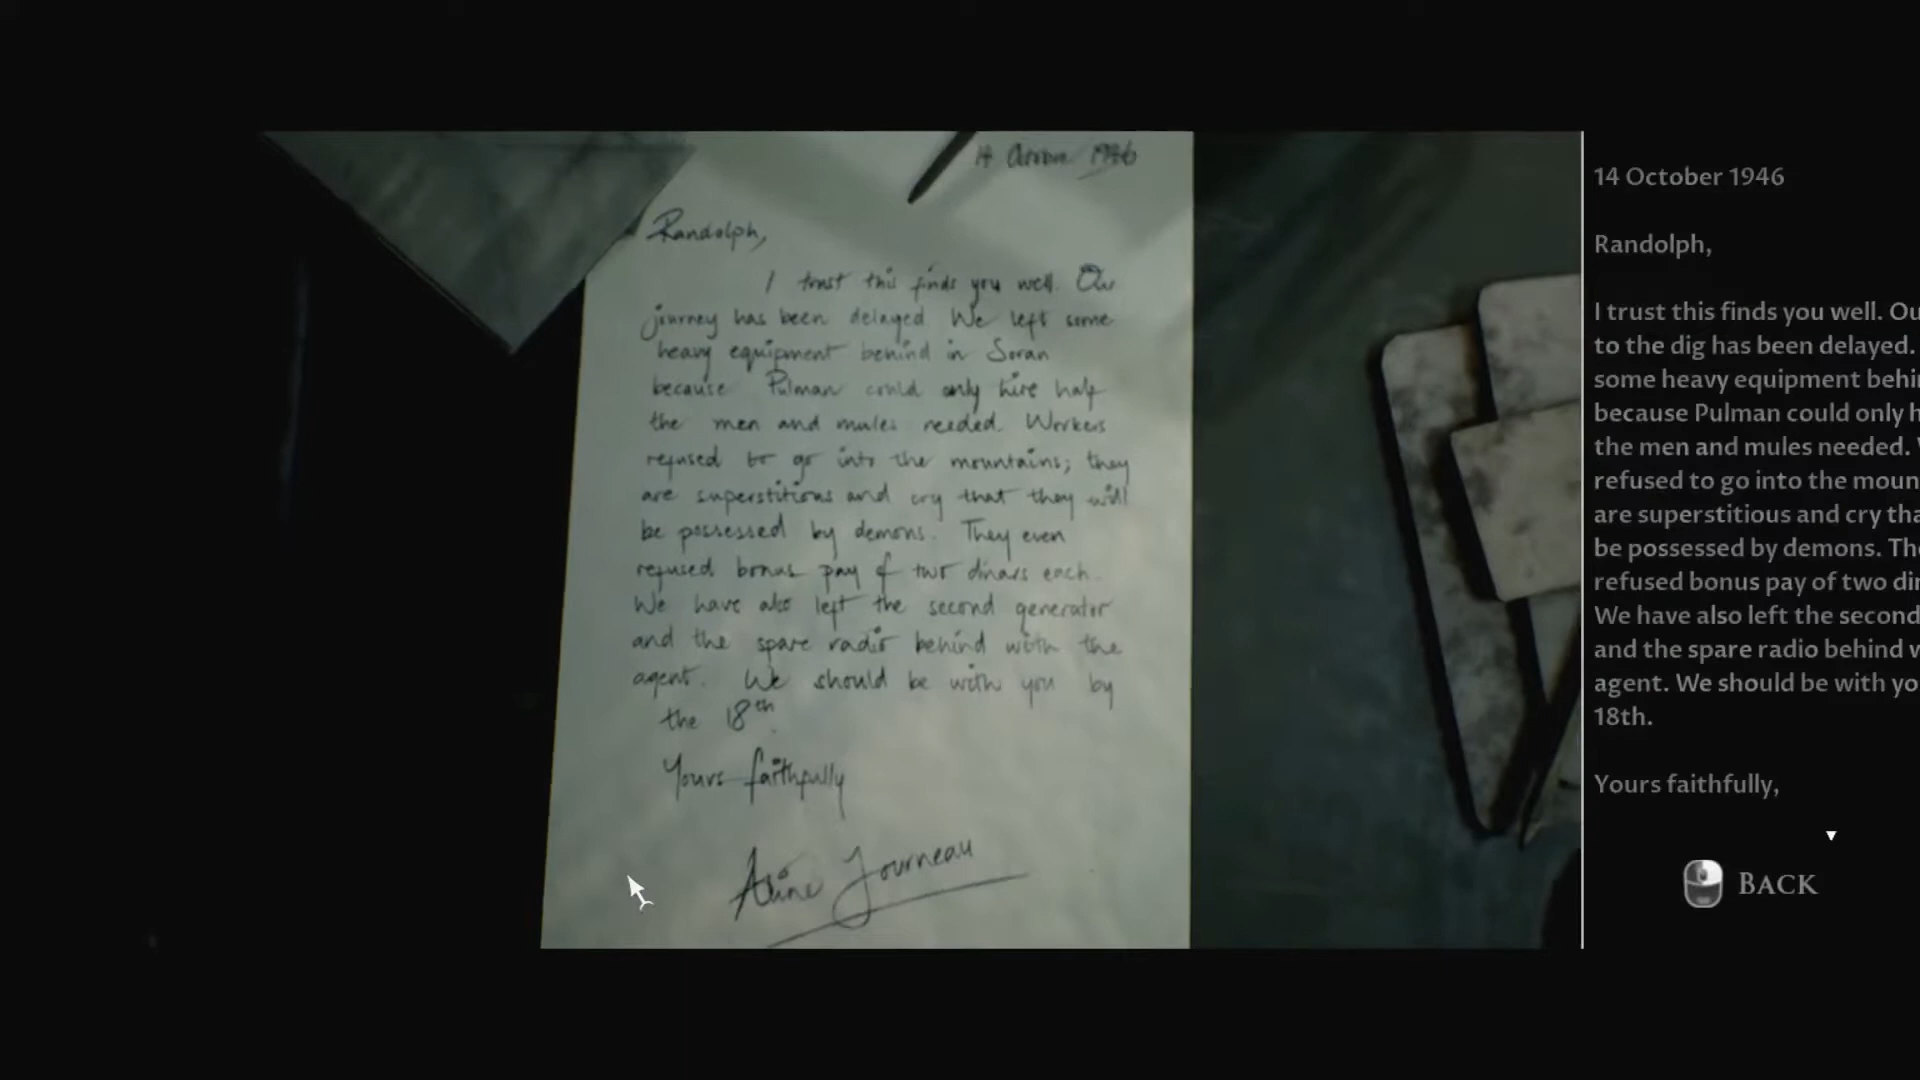 14 October 1946
Randolph,
I trust this finds you well. Our
journey has been delayed. We left some
heavy equipment behind in Soran
because Pulman could only hire half
the men and mules needed. Workers
refused to go into the mountains; they
are superstitious and cry that they will
be possessed by demons. They even
refused bonus pay of two dinars each.
We have also left the second generator
and the spare radio behind with the
agent. We should be with you by
the 18th.
Yours faithfully
14 October 1946
Randolph,
I trust this finds you well. Ou
to the dig has been delayed.
some heavy equipment behi
because Pulman could only h
the men and mules needed.
refused to go into the moun
are superstitious and cry tha
be possessed by demons. The
refused bonus pay of two di
We have also left the second
and the spare radio behind w
agent. We should be with yo
18th.
Yours faithfully,
BACK